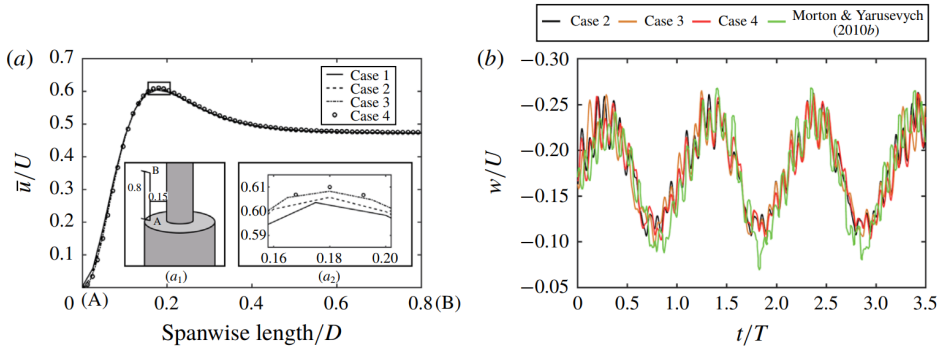 Case 2 Case 3 Case 4 Morton & Yarusevych
(2010b)
(a)
0.7
0.6
0.5
0.4
0.3
0.2
0.1
0
u̅/U
Case 1
Case 2
Case 3
Case 4
B
0.8
0.15
A
(a1)
0.61
0.60
0.59
0.16 0.18 0.20
(a2)
(A) 0.2 0.4 0.6 0.8 (B)
Spanwise length/D
(b)
−0.30
−0.25
−0.20
−0.15
−0.10
−0.05
w/U
0 0.5 1.0 1.5 2.0 2.5 3.0 3.5
t/T